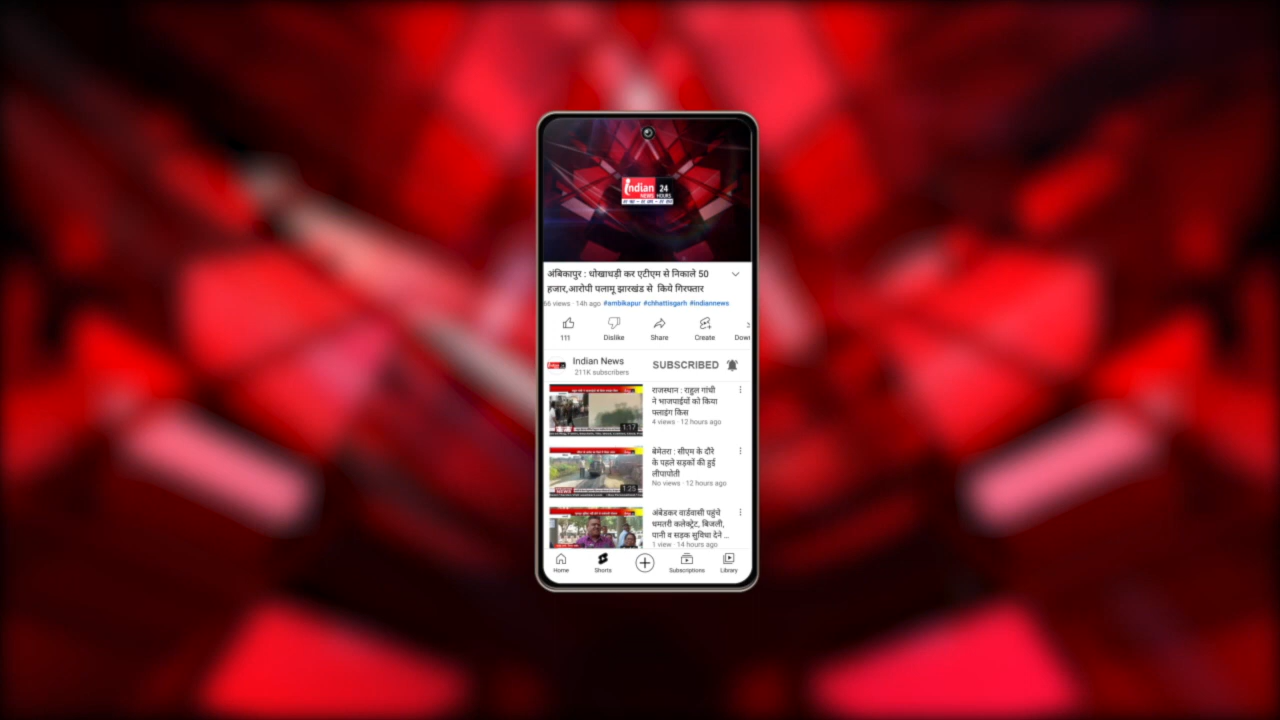 Indian 24
NEWS HOURS
अंबिकापुर : धोखाधड़ी कर एटीएम से निकाले 50
हजार,आरोपी पलामू झारखंड से किये गिरफ्तार
66 views · 14h ago #ambikapur #chhattisgarh #indiannews
111 Dislike Share Create
Indian News SUBSCRIBED
211K subscribers
राजस्थान : राहुल गांधी
ने भाजपाईयों को किया
फ्लाइंग किस
4 views · 12 hours ago
1:17
बेमेतरा : सीएम के दौरे
के पहले सड़कों की हुई
लीपापोती
No views · 12 hours ago
1:25
अंबेडकर वार्डवासी पहुंचे
धमतरी कलेक्ट्रेट, बिजली,
पानी व सड़क सुविधा देने ...
1 view · 14 hours ago
Home Shorts Subscriptions Library